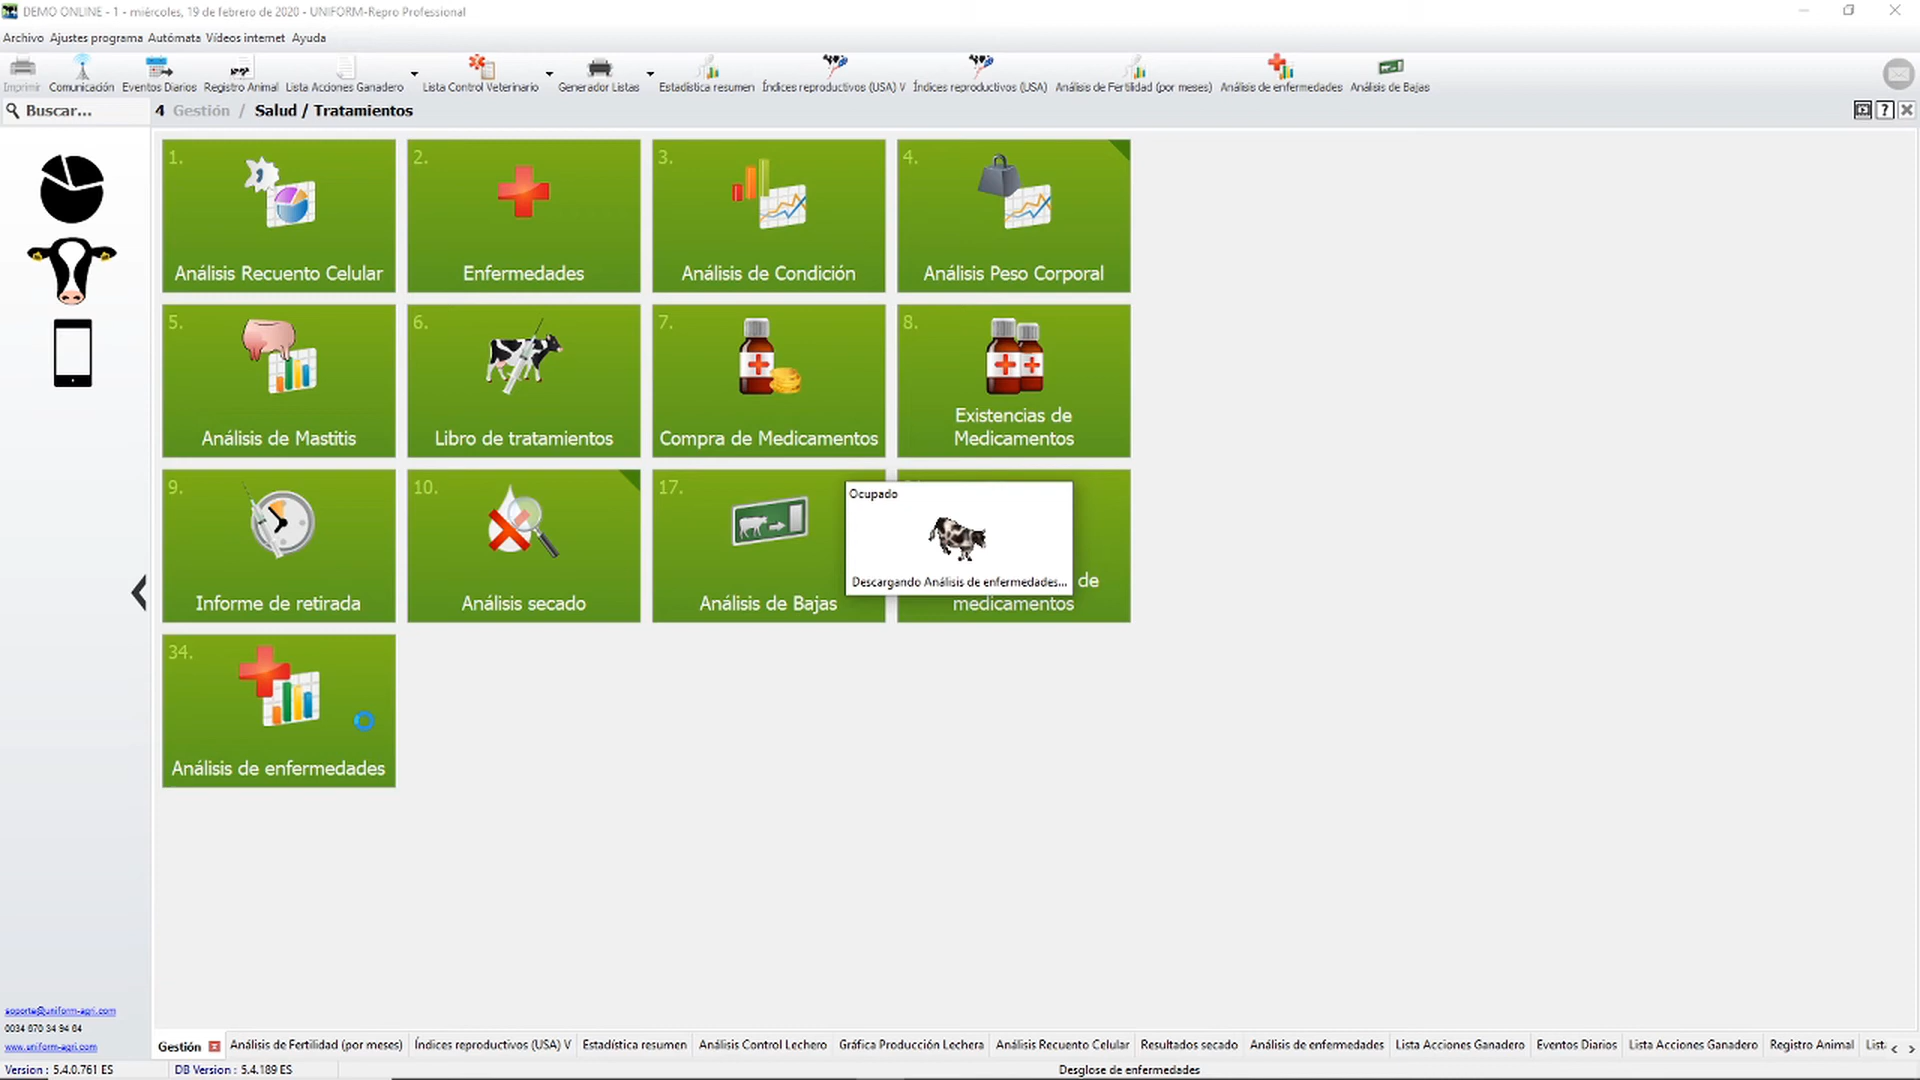 DEMO ONLINE - 1 - miércoles, 19 de febrero de 2020 - UNIFORM-Repro Professional
Archivo Ajustes programa Autómata Vídeos internet Ayuda
Imprimir Comunicación Eventos Diarios Registro Animal Lista Acciones Ganadero Lista Control Veterinario Generador Listas Estadística resumen Índices reproductivos (USA) V Índices reproductivos (USA) Análisis de Fertilidad (por meses) Análisis de enfermedades Análisis de Bajas
Buscar... 4 Gestión / Salud / Tratamientos
1. 2. 3. 4.
Análisis Recuento Celular Enfermedades Análisis de Condición Análisis Peso Corporal
5. 6. 7. 8.
Análisis de Mastitis Libro de tratamientos Compra de Medicamentos Existencias de Medicamentos
9. 10. 17.
Ocupado
Descargando Análisis de enfermedades...
Informe de retirada Análisis secado Análisis de Bajas de medicamentos
34.
Análisis de enfermedades
soporte@uniform-agri.com
0034 670 34 94 64
www.uniform-agri.com
Gestión Análisis de Fertilidad (por meses) Índices reproductivos (USA) V Estadística resumen Análisis Control Lechero Gráfica Producción Lechera Análisis Recuento Celular Resultados secado Análisis de enfermedades Lista Acciones Ganadero Eventos Diarios Lista Acciones Ganadero Registro Animal List
Version : 5.4.0.761 ES DB Version : 5.4.189 ES Desglose de enfermedades